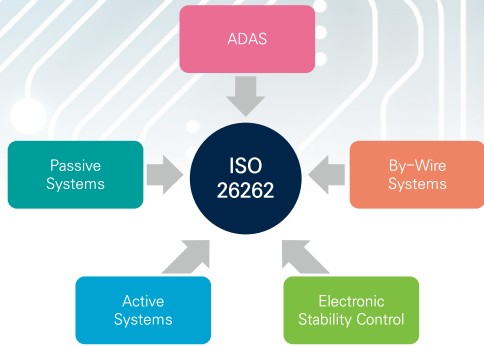 ADAS
Passive
Systems
ISO
26262
By-Wire
Systems
Active
Systems
Electronic
Stability Control